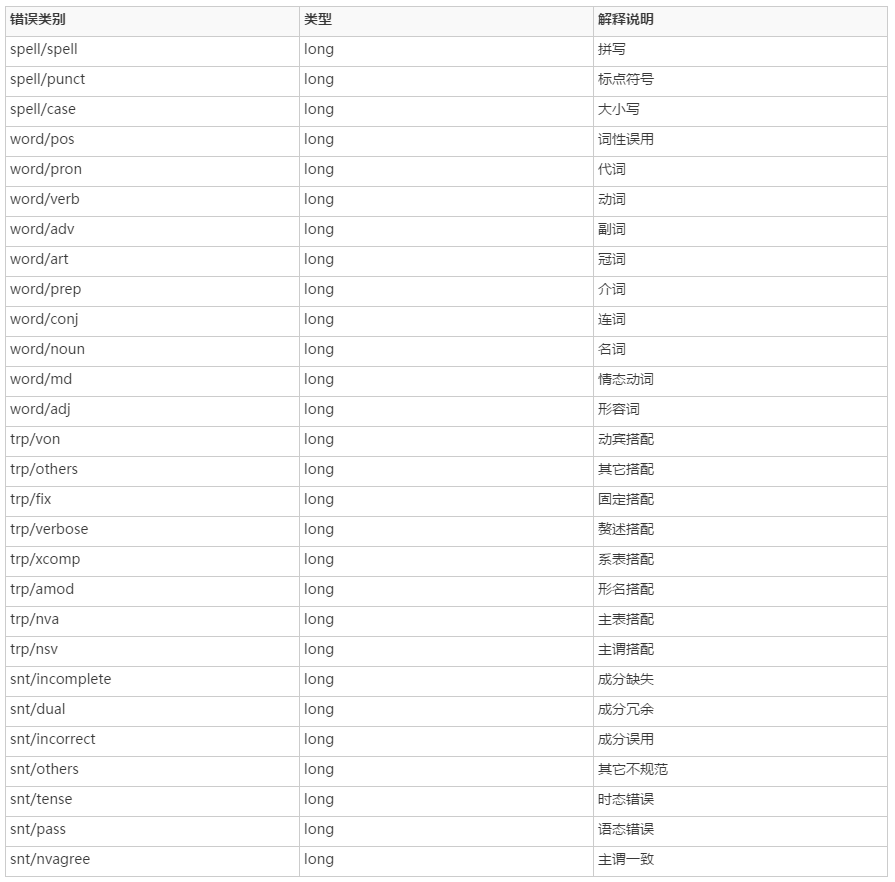 错误类别 类型 解释说明
spell/spell long 拼写
spell/punct long 标点符号
spell/case long 大小写
word/pos long 词性误用
word/pron long 代词
word/verb long 动词
word/adv long 副词
word/art long 冠词
word/prep long 介词
word/conj long 连词
word/noun long 名词
word/md long 情态动词
word/adj long 形容词
trp/von long 动宾搭配
trp/others long 其它搭配
trp/fix long 固定搭配
trp/verbose long 赘述搭配
trp/xcomp long 系表搭配
trp/amod long 形名搭配
trp/nva long 主表搭配
trp/nsv long 主谓搭配
snt/incomplete long 成分缺失
snt/dual long 成分冗余
snt/incorrect long 成分误用
snt/others long 其它不规范
snt/tense long 时态错误
snt/pass long 语态错误
snt/nvagree long 主谓一致